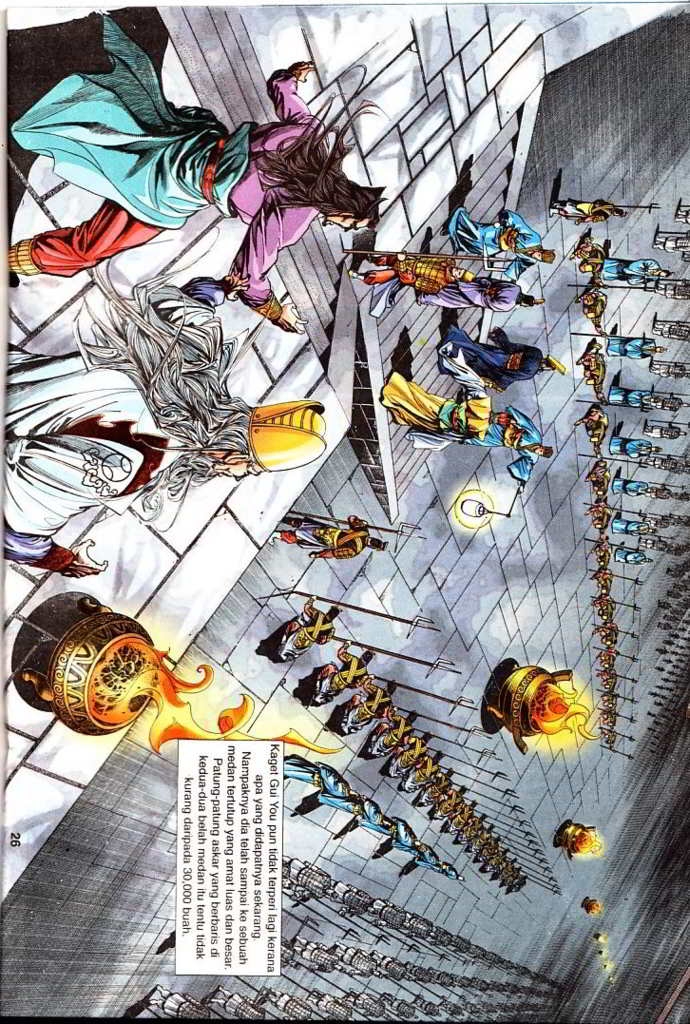 Kaget Gui You pun tidak terperi lagi kerana
apa yang didapatnya sekarang.
Nampaknya dia telah sampai ke sebuah
medan tertutup yang amat luas dan besar.
Patung-patung askar yang berbaris di
kedua-dua belah medan itu tentu tidak
kurang daripada 30,000 buah.
26